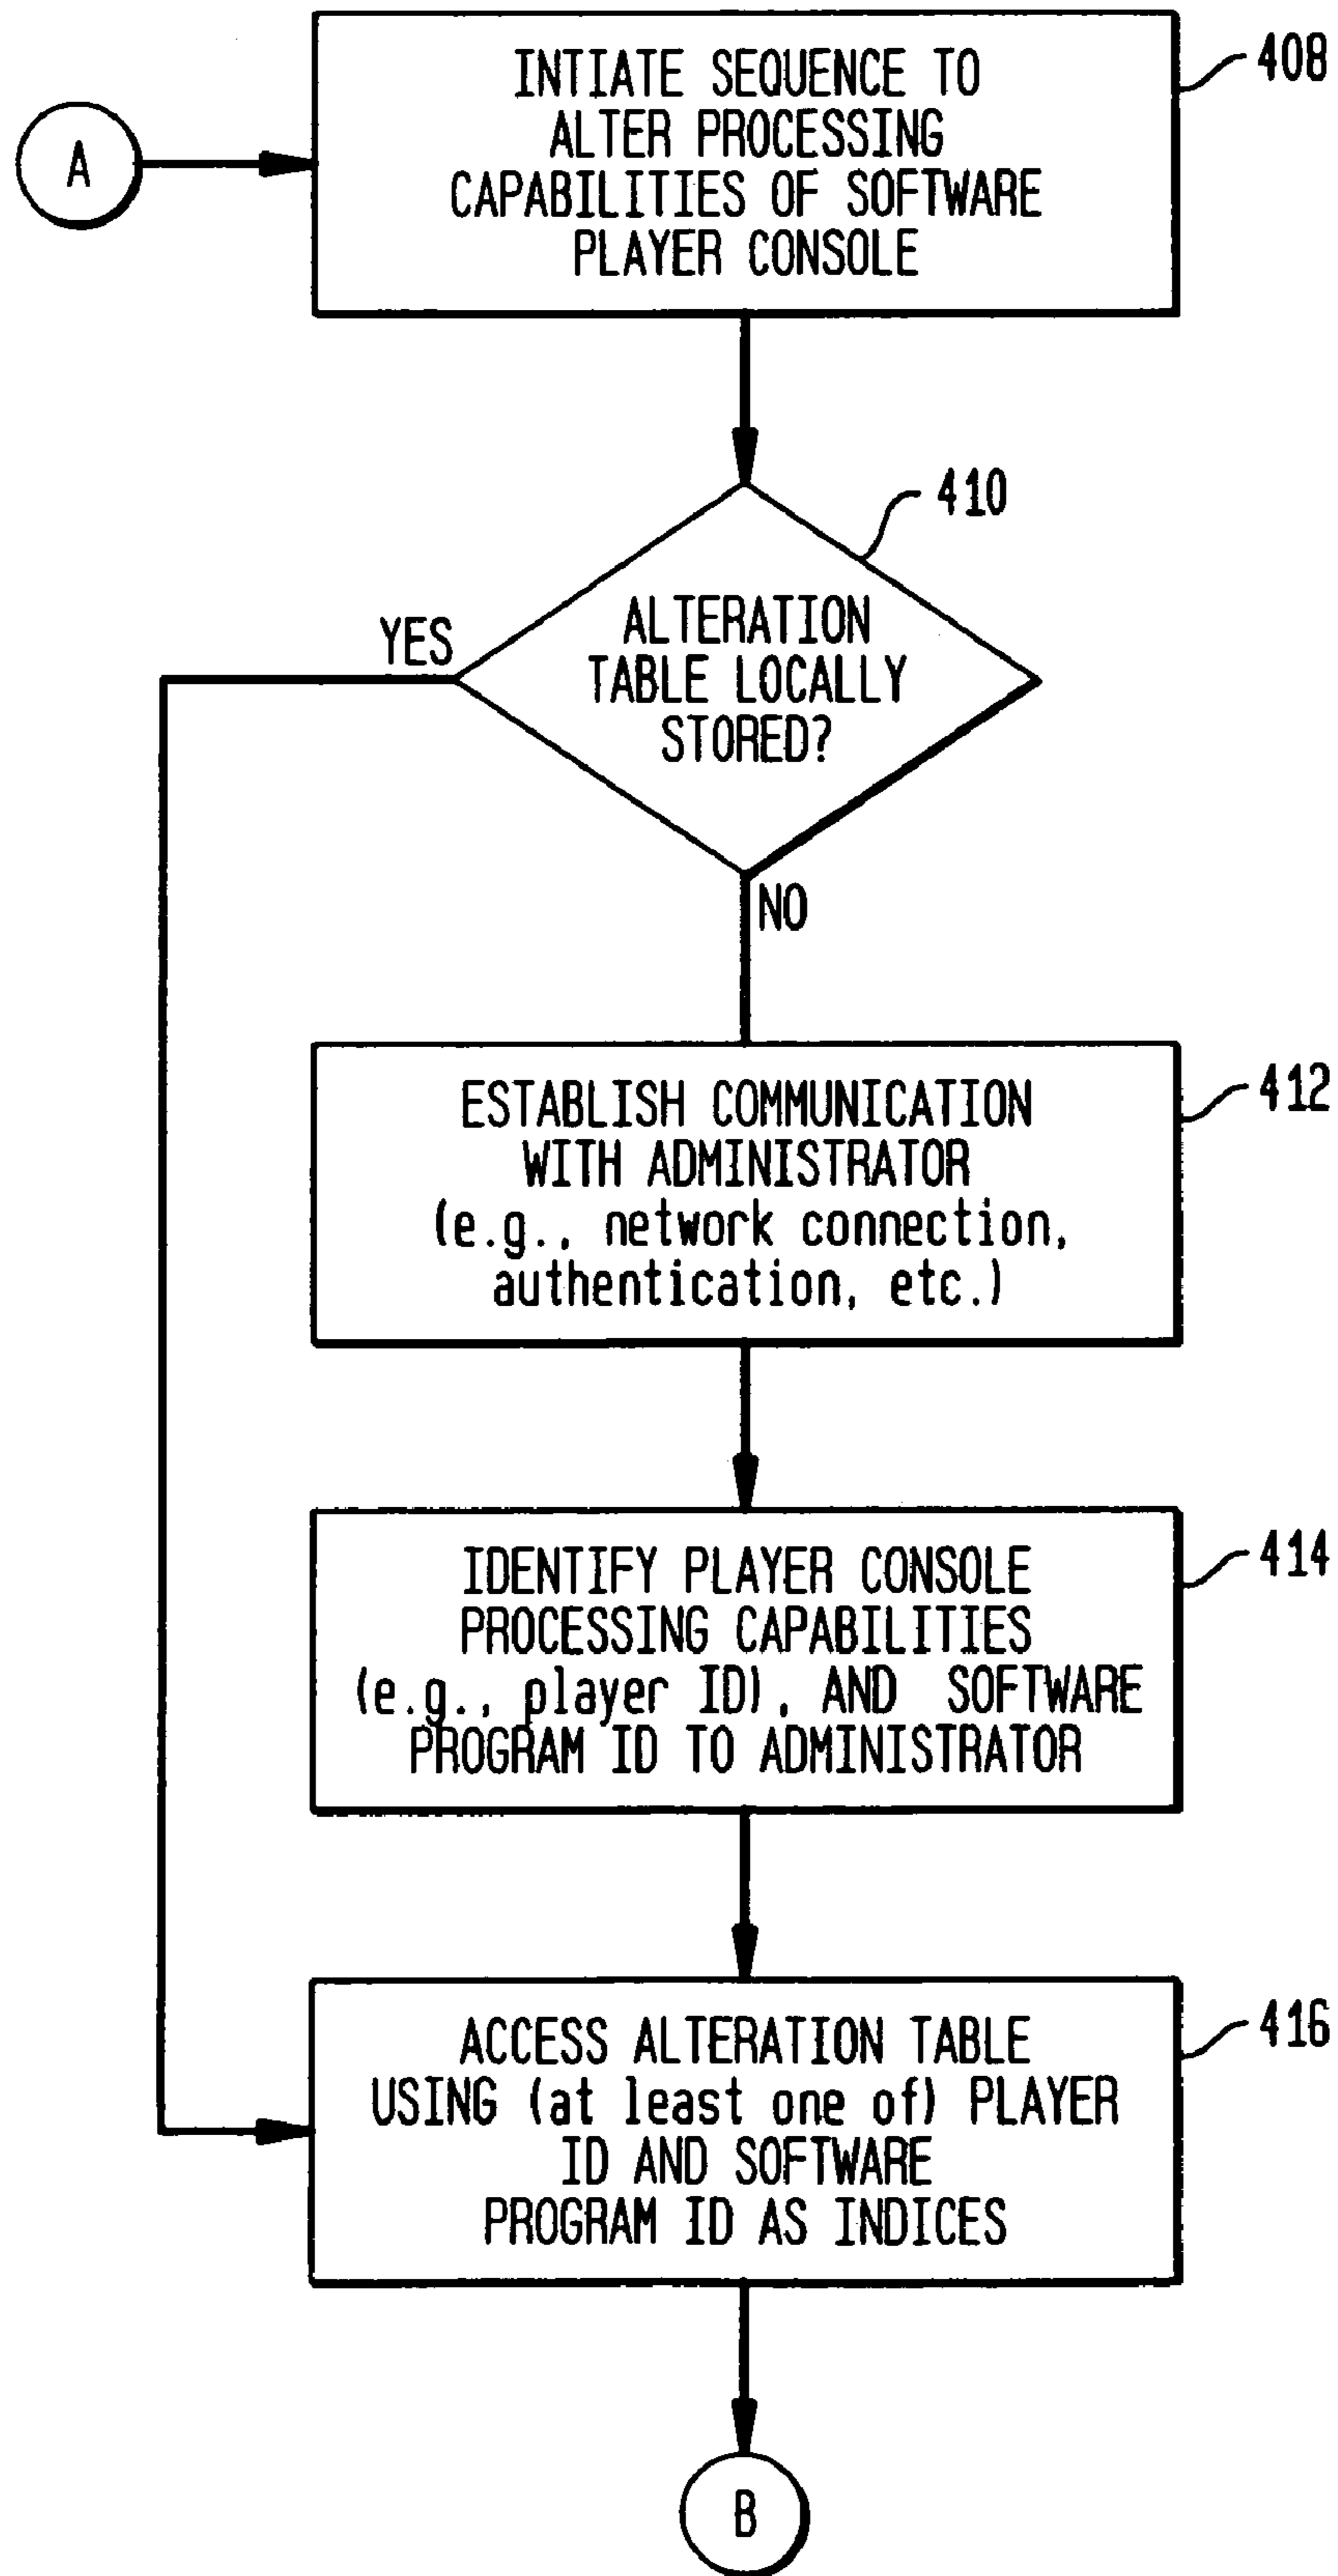 408
A
INTIATE SEQUENCE TO
ALTER PROCESSING
CAPABILITIES OF SOFTWARE
PLAYER CONSOLE
410
YES
ALTERATION
TABLE LOCALLY
STORED?
NO
412
ESTABLISH COMMUNICATION
WITH ADMINISTRATOR
(e.g., network connection,
authentication, etc.)
414
IDENTIFY PLAYER CONSOLE
PROCESSING CAPABILITIES
(e.g., player ID), AND SOFTWARE
PROGRAM ID TO ADMINISTRATOR
416
ACCESS ALTERATION TABLE
USING (at least one of) PLAYER
ID AND SOFTWARE
PROGRAM ID AS INDICES
B